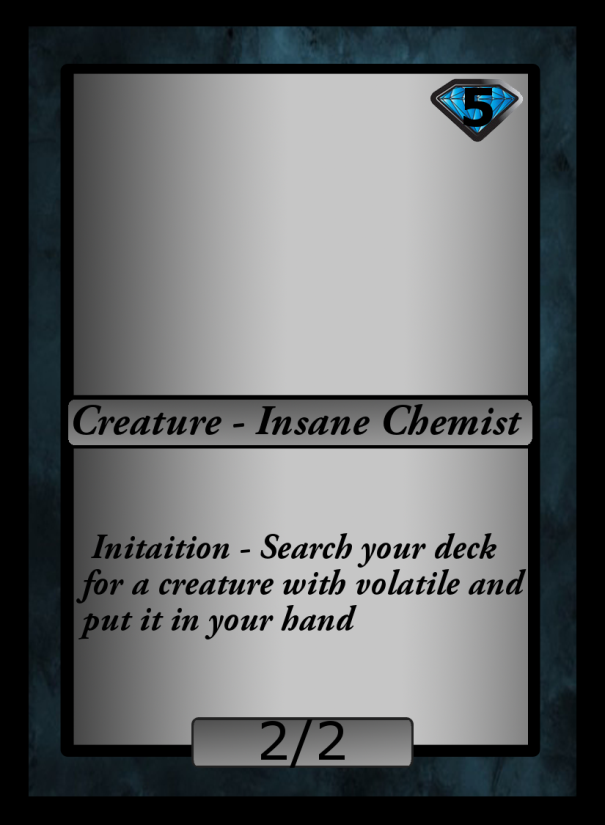 5
Creature - Insane Chemist
Initaition - Search your deck
for a creature with volatile and
put it in your hand
2/2